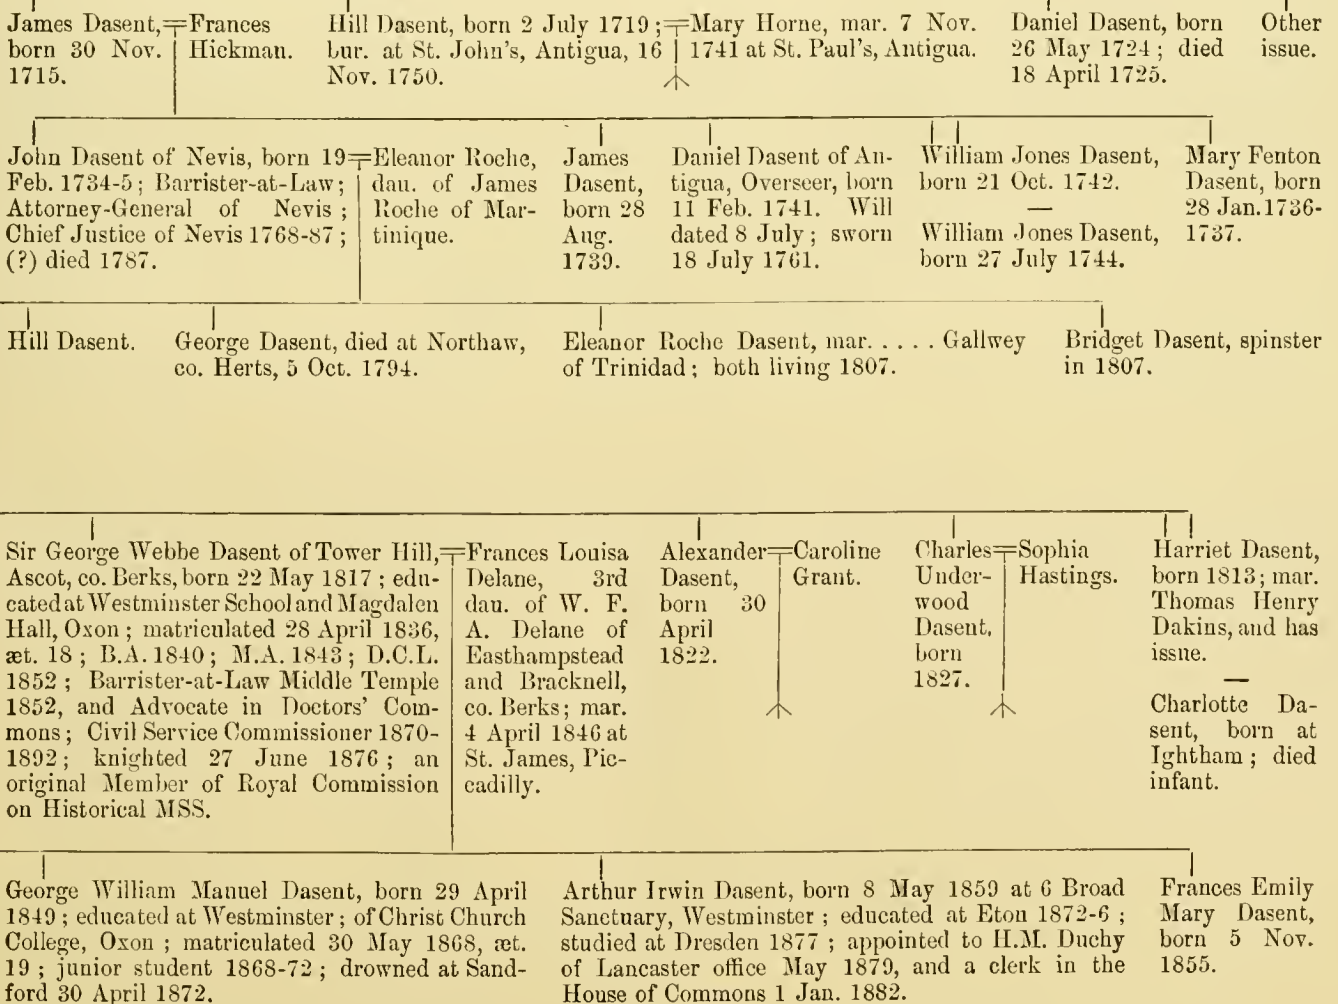 James Dasent,
born 30 Nov.
1715.
Frances
Hickman.
Hill Dasent, born 2 July 1719;
bur. at St. John's, Antigua, 16
Nov. 1750.
Mary Horne, mar. 7 Nov.
1741 at St. Paul's, Antigua.
Daniel Dasent, born
26 May 1724; died
18 April 1725.
Other
issue.
John Dasent of Nevis, born 19
Feb. 1734-5; Barrister-at-Law;
Attorney-General of Nevis;
Chief Justice of Nevis 1768-87;
(?) died 1787.
Eleanor Roche,
dau. of James
Roche of Mar-
tinique.
James
Dasent,
born 28
Aug.
1739.
Daniel Dasent of An-
tigua, Overseer, born
11 Feb. 1741. Will
dated 8 July; sworn
18 July 1761.
William Jones Dasent,
born 21 Oct. 1742.
—
William Jones Dasent,
born 27 July 1744.
Mary Fenton
Dasent, born
28 Jan. 1736-
1737.
Hill Dasent.
George Dasent, died at Northaw,
co. Herts, 5 Oct. 1794.
Eleanor Roche Dasent, mar. . . . . Gallwey
of Trinidad; both living 1807.
Bridget Dasent, spinster
in 1807.
Sir George Webbe Dasent of Tower Hill,
Ascot, co. Berks, born 22 May 1817; edu-
cated at Westminster School and Magdalen
Hall, Oxon; matriculated 28 April 1836,
æt. 18; B.A. 1840; M.A. 1843; D.C.L.
1852; Barrister-at-Law Middle Temple
1852, and Advocate in Doctors' Com-
mons; Civil Service Commissioner 1870-
1892; knighted 27 June 1876; an
original Member of Royal Commission
on Historical MSS.
Frances Louisa
Delane, 3rd
dau. of W. F.
A. Delane of
Easthampstead
and Bracknell,
co. Berks; mar.
4 April 1846 at
St. James, Pic-
cadilly.
Alexander
Dasent,
born 30
April
1822.
Caroline
Grant.
Charles
Under-
wood
Dasent,
born
1827.
Sophia
Hastings.
Harriet Dasent,
born 1813; mar.
Thomas Henry
Dakins, and has
issue.
—
Charlotte Da-
sent, born at
Ightham; died
infant.
George William Manuel Dasent, born 29 April
1849; educated at Westminster; of Christ Church
College, Oxon; matriculated 30 May 1868, æt.
19; junior student 1868-72; drowned at Sand-
ford 30 April 1872.
Arthur Irwin Dasent, born 8 May 1859 at 6 Broad
Sanctuary, Westminster; educated at Eton 1872-6;
studied at Dresden 1877; appointed to H.M. Duchy
of Lancaster office May 1879, and a clerk in the
House of Commons 1 Jan. 1882.
Frances Emily
Mary Dasent,
born 5 Nov.
1855.